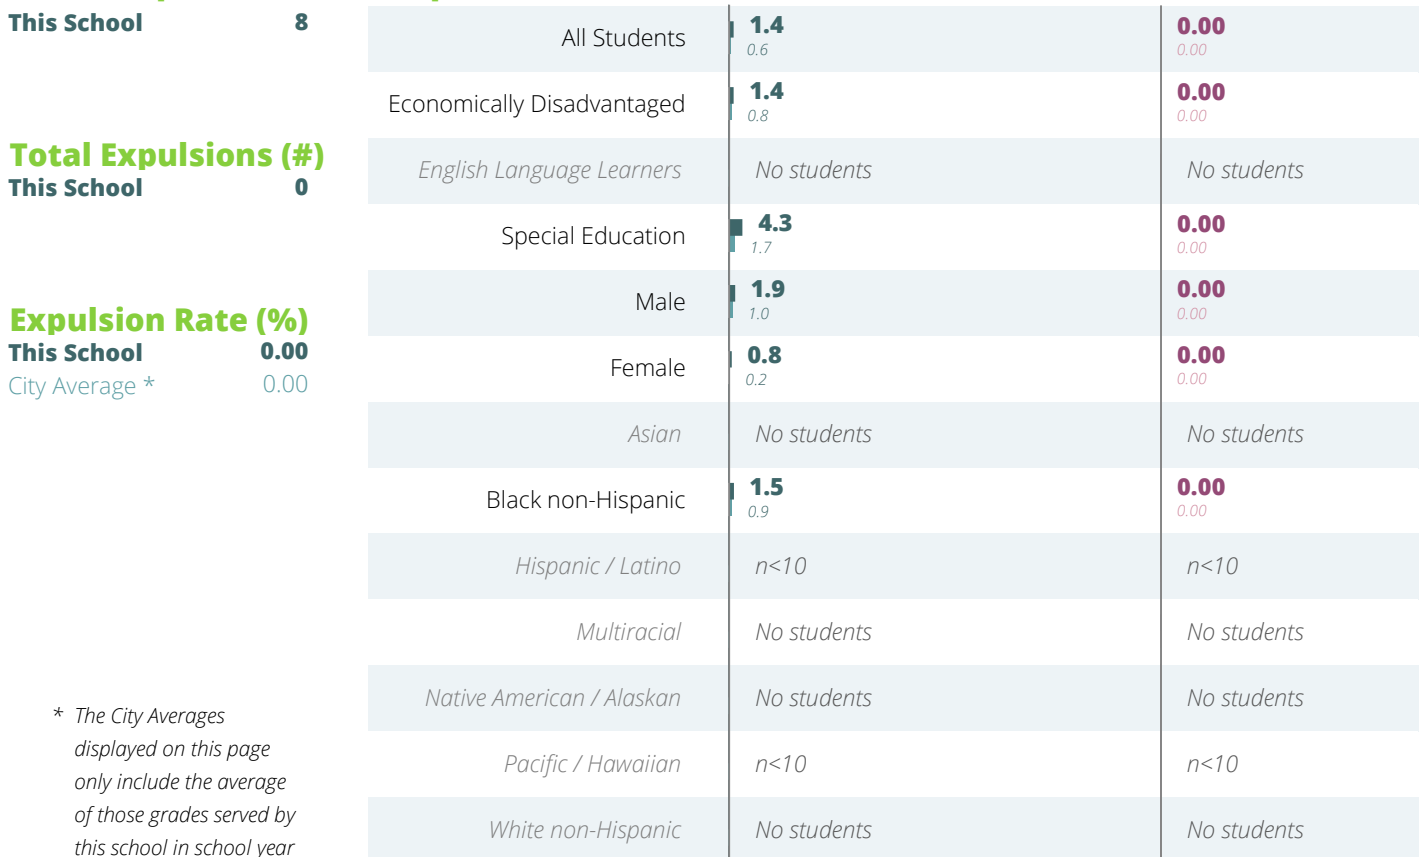 This School 8
Total Expulsions (#)
This School 0
Expulsion Rate (%)
This School 0.00
City Average * 0.00
* The City Averages
displayed on this page
only include the average
of those grades served by
this school in school year
All Students 1.4 0.00
0.6 0.00
Economically Disadvantaged 1.4 0.00
0.8 0.00
English Language Learners No students No students
Special Education 4.3 0.00
1.7 0.00
Male 1.9 0.00
1.0 0.00
Female 0.8 0.00
0.2 0.00
Asian No students No students
Black non-Hispanic 1.5 0.00
0.9 0.00
Hispanic / Latino n<10 n<10
Multiracial No students No students
Native American / Alaskan No students No students
Pacific / Hawaiian n<10 n<10
White non-Hispanic No students No students